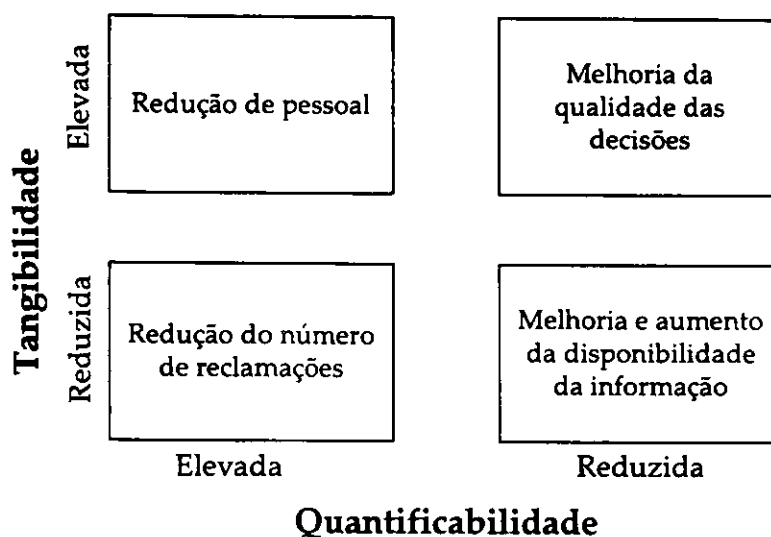 Tangibilidade
Elevada
Redução de pessoal
Melhoria da
qualidade das
decisões
Reduzida
Redução do número
de reclamações
Melhoria e aumento
da disponibilidade
da informação
Elevada
Reduzida
Quantificabilidade